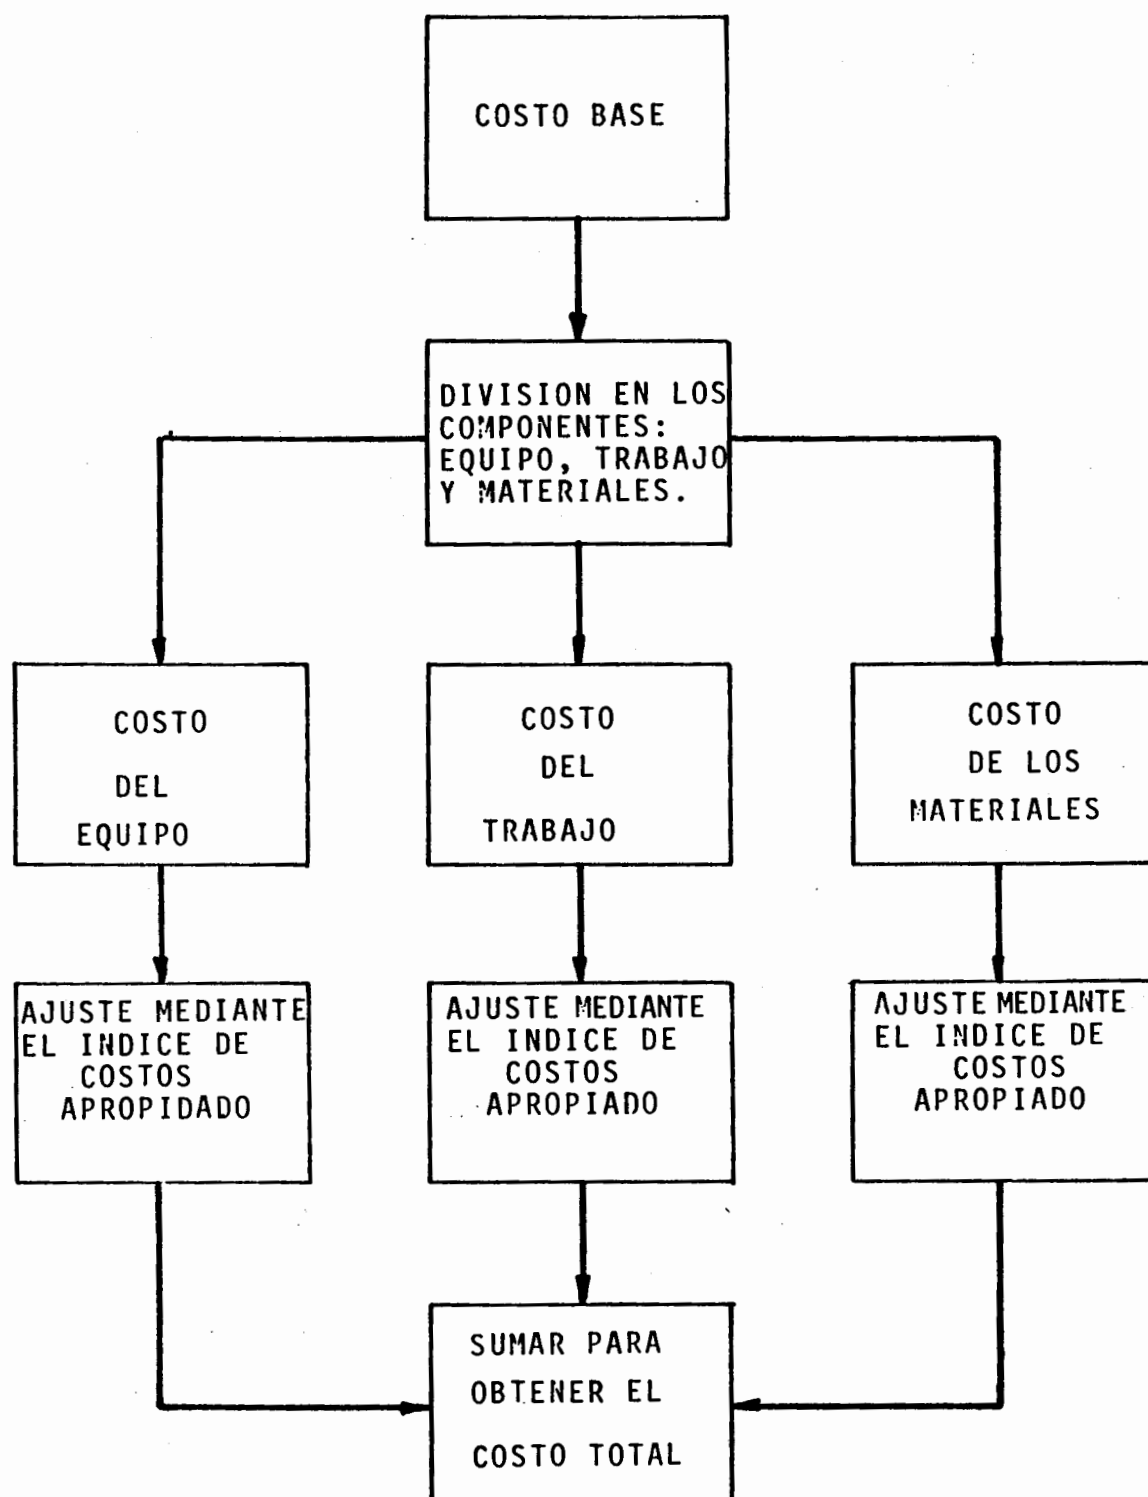 COSTO BASE
DIVISION EN LOS
COMPONENTES:
EQUIPO, TRABAJO
Y MATERIALES.
COSTO
DEL
EQUIPO
COSTO
DEL
TRABAJO
COSTO
DE LOS
MATERIALES
AJUSTE MEDIANTE
EL INDICE DE
COSTOS
APROPIDADO
AJUSTE MEDIANTE
EL INDICE DE
COSTOS
APROPIADO
AJUSTE MEDIANTE
EL INDICE DE
COSTOS
APROPIADO
SUMAR PARA
OBTENER EL
COSTO TOTAL